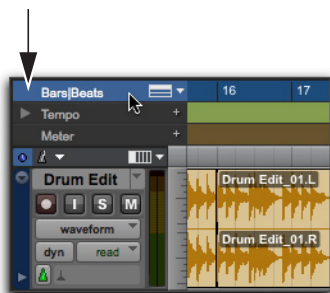 Bars|Beats 16 17
Tempo +
Meter +
Drum Edit
I S M
waveform
dyn read
Drum Edit_01.L
Drum Edit_01.R